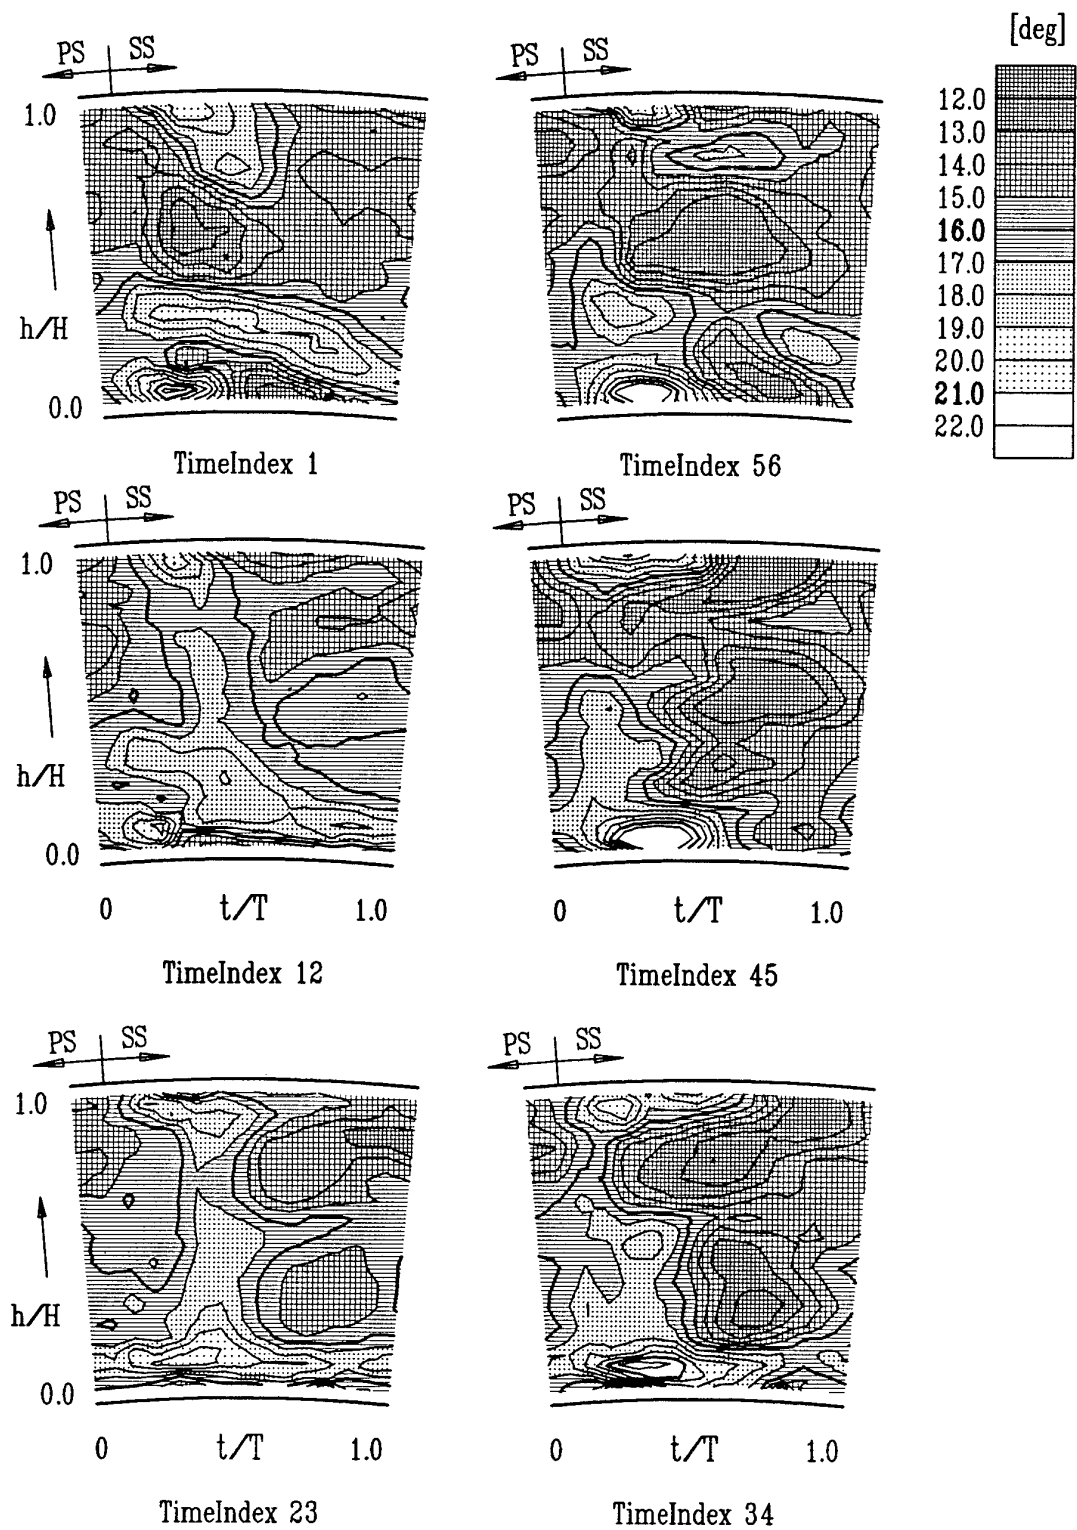 [deg]
12.0
13.0
14.0
15.0
16.0
17.0
18.0
19.0
20.0
21.0
22.0
PS SS
1.0
h/H
0.0
TimeIndex 1
PS SS
TimeIndex 56
PS SS
1.0
h/H
0.0
0 t/T 1.0
TimeIndex 12
PS SS
0 t/T 1.0
TimeIndex 45
PS SS
1.0
h/H
0.0
0 t/T 1.0
TimeIndex 23
PS SS
0 t/T 1.0
TimeIndex 34